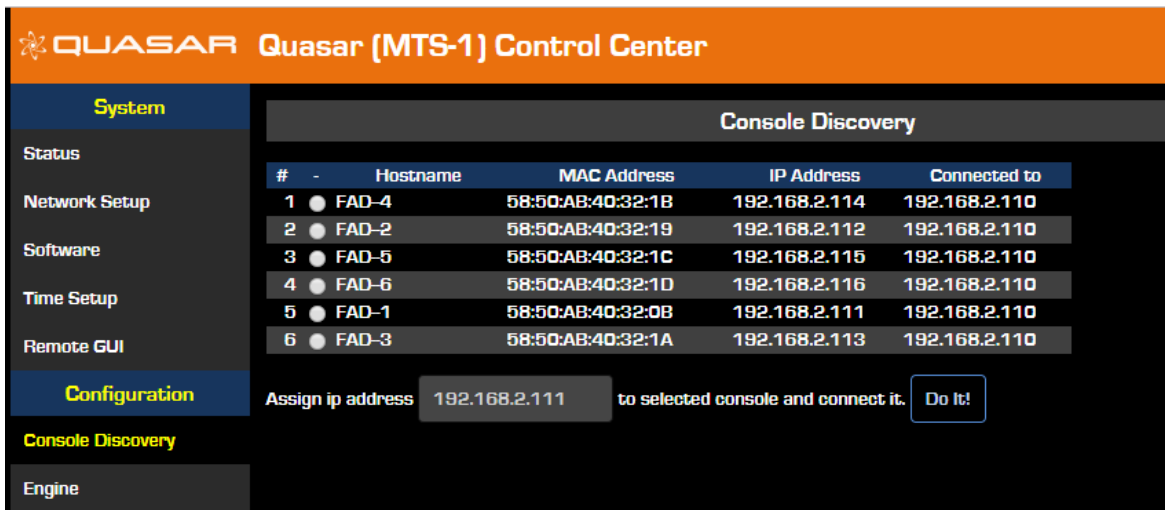 QUASAR Quasar (MTS-1) Control Center
System
Status
Network Setup
Software
Time Setup
Remote GUI
Configuration
Console Discovery
Engine
Console Discovery
# - Hostname MAC Address IP Address Connected to
1 FAD-4 58:50:AB:40:32:1B 192.168.2.114 192.168.2.110
2 FAD-2 58:50:AB:40:32:19 192.168.2.112 192.168.2.110
3 FAD-5 58:50:AB:40:32:1C 192.168.2.115 192.168.2.110
4 FAD-6 58:50:AB:40:32:1D 192.168.2.116 192.168.2.110
5 FAD-1 58:50:AB:40:32:0B 192.168.2.111 192.168.2.110
6 FAD-3 58:50:AB:40:32:1A 192.168.2.113 192.168.2.110
Assign ip address 192.168.2.111 to selected console and connect it. Do It!